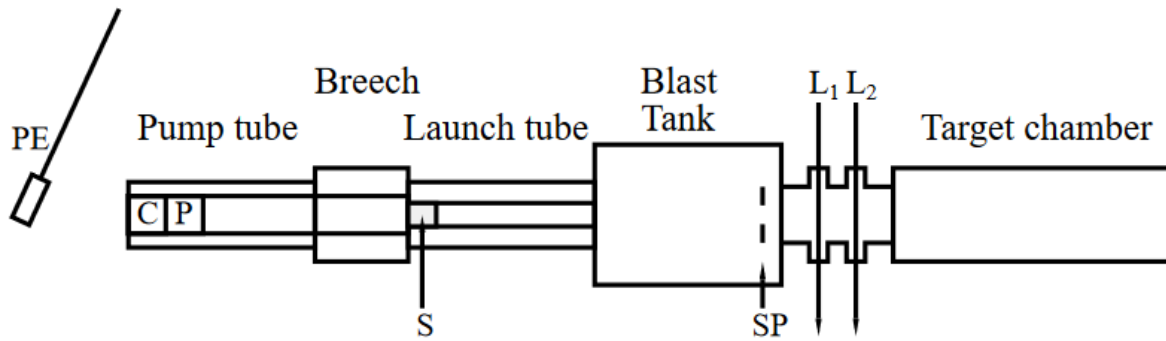 Breech
Blast
Tank
L1 L2
PE
Pump tube
Launch tube
Target chamber
C P
S
SP